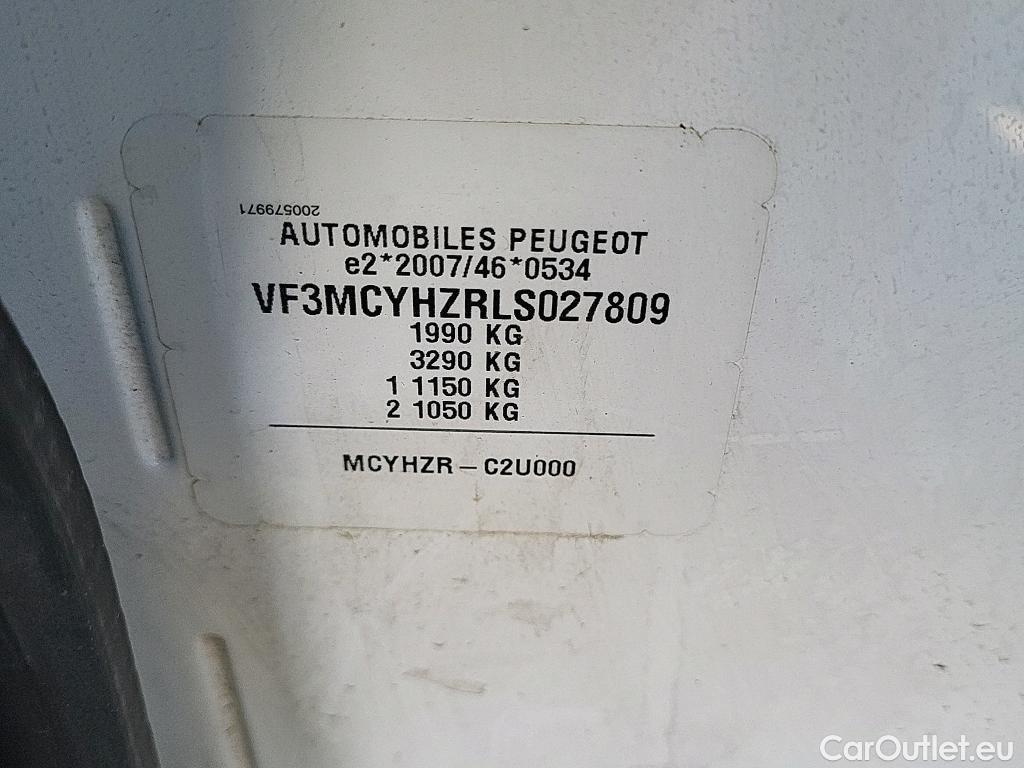 200579971
AUTOMOBILES PEUGEOT
e2*2007/46*0534
VF3MCYHZRLS027809
1990 KG
3290 KG
1 1150 KG
2 1050 KG
MCYHZR – C2U000
CarOutlet.eu